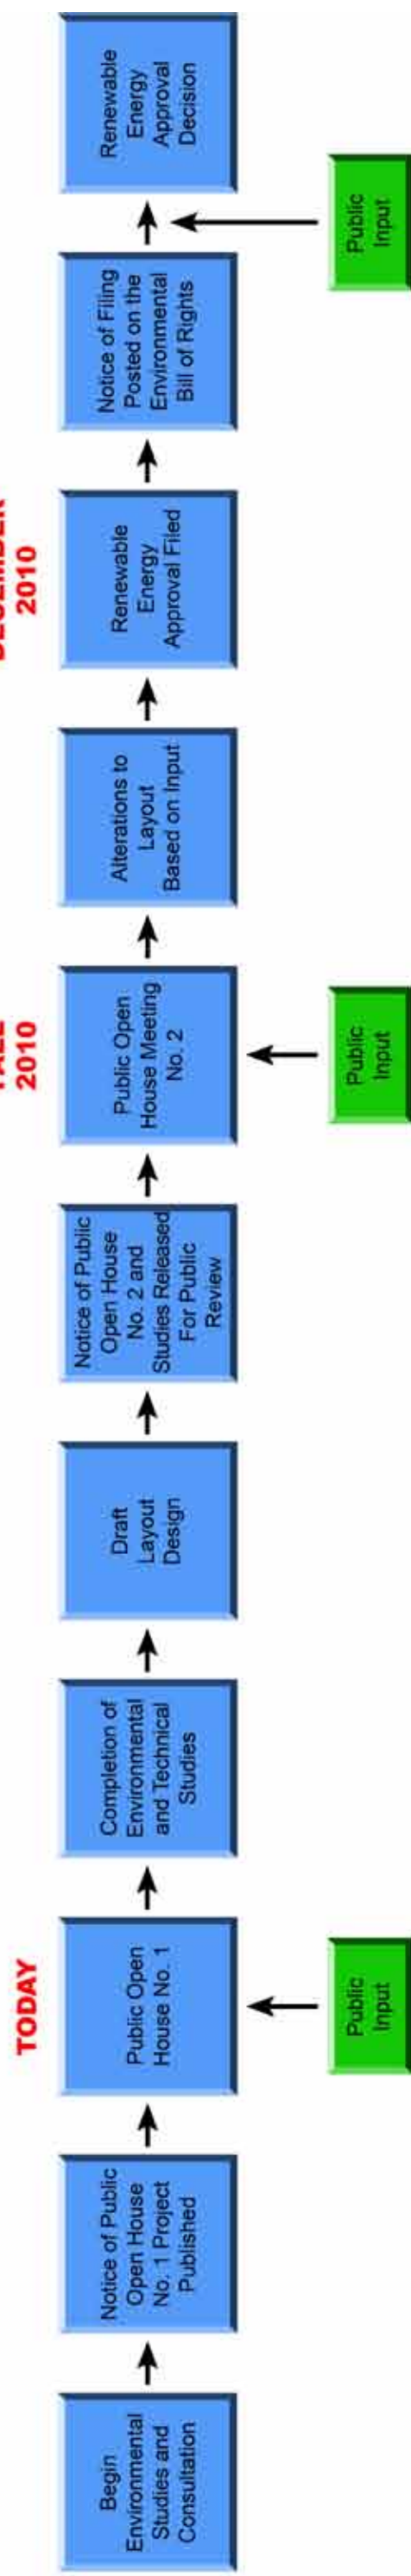 TODAY
FALL
2010
DECEMBER
2010
Begin
Environmental
Studies and
Consultation
Notice of Public
Open House
No. 1 Project
Published
Public Open
House No. 1
Completion of
Environmental
and Technical
Studies
Draft
Layout
Design
Notice of Public
Open House
No. 2 and
Studies Released
For Public
Review
Public Open
House Meeting
No. 2
Alterations to
Layout
Based on Input
Renewable
Energy
Approval Filed
Notice of Filing
Posted on the
Environmental
Bill of Rights
Renewable
Energy
Approval
Decision
Public
Input
Public
Input
Public
Input